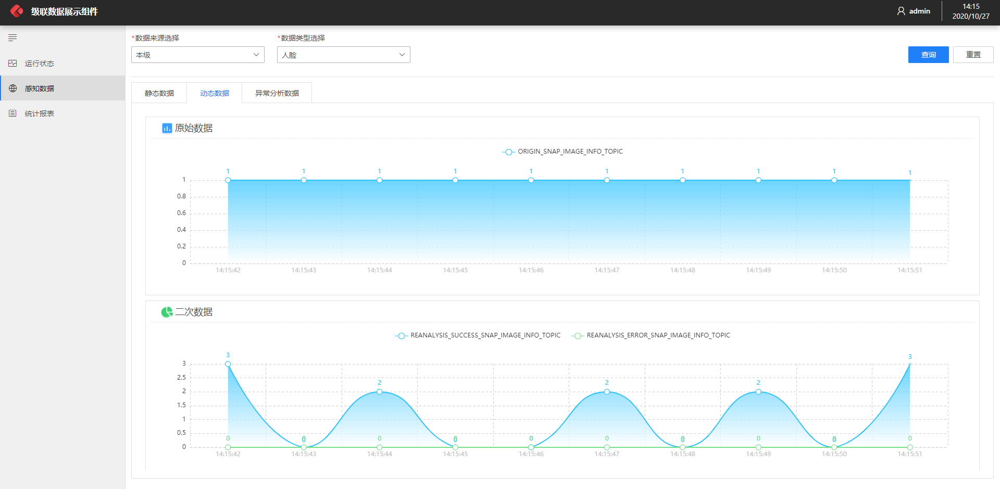 级联数据展示组件
admin
14:15
2020/10/27
运行状态
感知数据
统计报表
*数据来源选择
*数据类型选择
本级
人脸
查询
重置
静态数据
动态数据
异常分析数据
原始数据
ORIGIN_SNAP_IMAGE_INFO_TOPIC
1 1 1 1 1 1 1 1 1 1
1
0.8
0.6
0.4
0.2
0
14:15:42 14:15:43 14:15:44 14:15:45 14:15:46 14:15:47 14:15:48 14:15:49 14:15:50 14:15:51
二次数据
REANALYSIS_SUCCESS_SNAP_IMAGE_INFO_TOPIC REANALYSIS_ERROR_SNAP_IMAGE_INFO_TOPIC
3 3
3
2.5
2 2 2
2
1.5
1
0.5
0 0 0 0 0 0 0 0 0 0
0 0 0 0
0
14:15:42 14:15:43 14:15:44 14:15:45 14:15:46 14:15:47 14:15:48 14:15:49 14:15:50 14:15:51